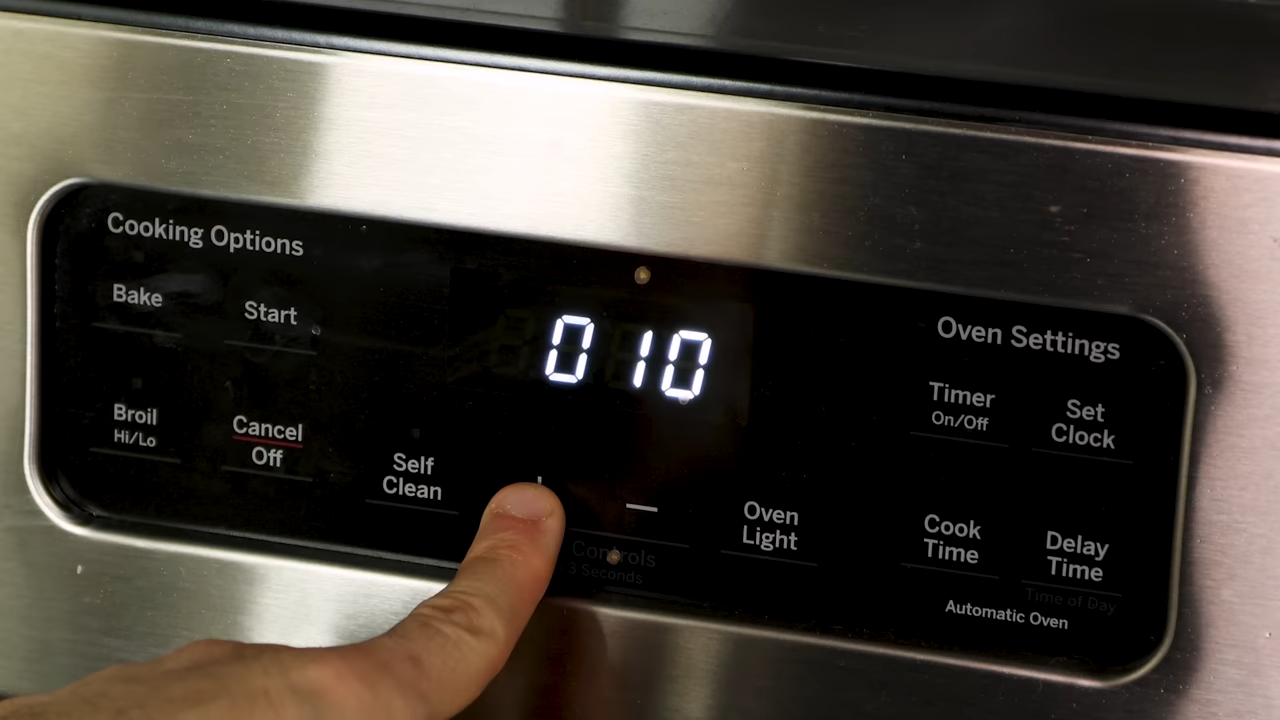 Cooking Options
Bake
Start
Broil
Hi/Lo
Cancel
Off
Self
Clean
010
—
Controls
3 Seconds
Oven
Light
Oven Settings
Timer
On/Off
Set
Clock
Cook
Time
Delay
Time
Time of Day
Automatic Oven